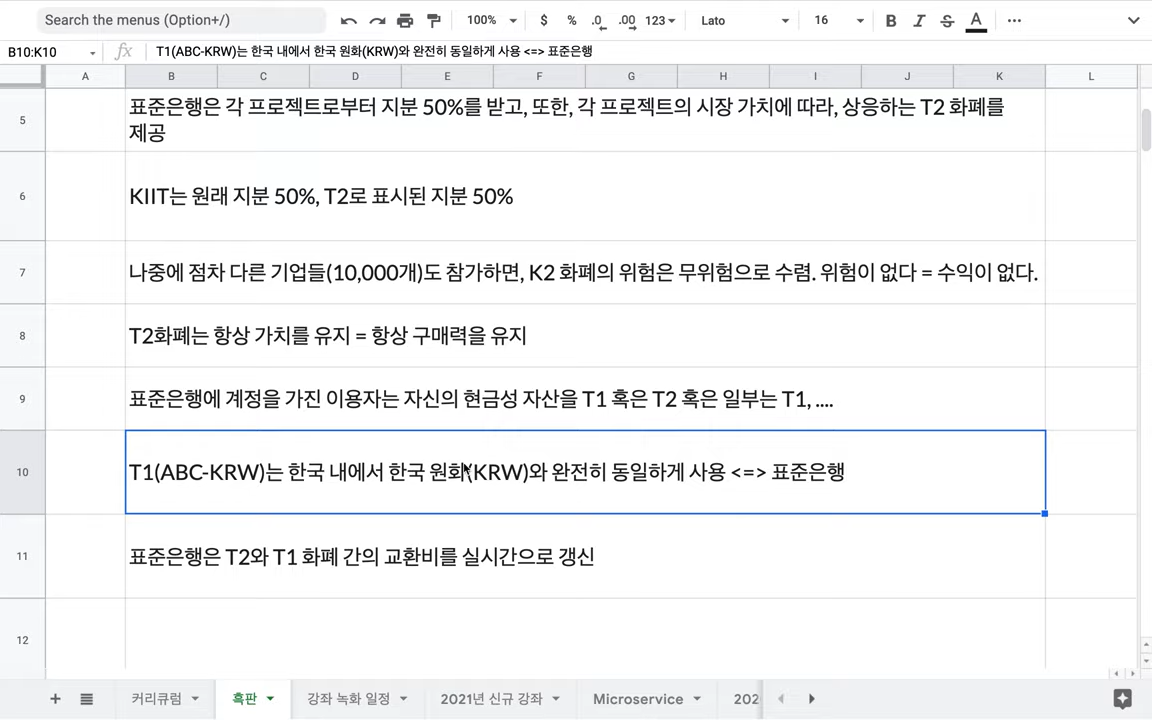 Search the menus (Option+/)
100%
$ % .0 .00 123 Lato 16 B I S A
B10:K10 fx T1(ABC-KRW)는 한국 내에서 한국 원화(KRW)와 완전히 동일하게 사용 <=> 표준은행
A B C D E F G H I J K L
5 표준은행은 각 프로젝트로부터 지분 50%를 받고, 또한, 각 프로젝트의 시장 가치에 따라, 상응하는 T2 화폐를
제공
6 KIIT는 원래 지분 50%, T2로 표시된 지분 50%
7 나중에 점차 다른 기업들(10,000개)도 참가하면, K2 화폐의 위험은 무위험으로 수렴. 위험이 없다 = 수익이 없다.
8 T2화폐는 항상 가치를 유지 = 항상 구매력을 유지
9 표준은행에 계정을 가진 이용자는 자신의 현금성 자산을 T1 혹은 T2 혹은 일부는 T1, ....
10 T1(ABC-KRW)는 한국 내에서 한국 원화(KRW)와 완전히 동일하게 사용 <=> 표준은행
11 표준은행은 T2와 T1 화폐 간의 교환비를 실시간으로 갱신
12
커리큘럼 흑판 강좌 녹화 일정 2021년 신규 강좌 Microservice 202